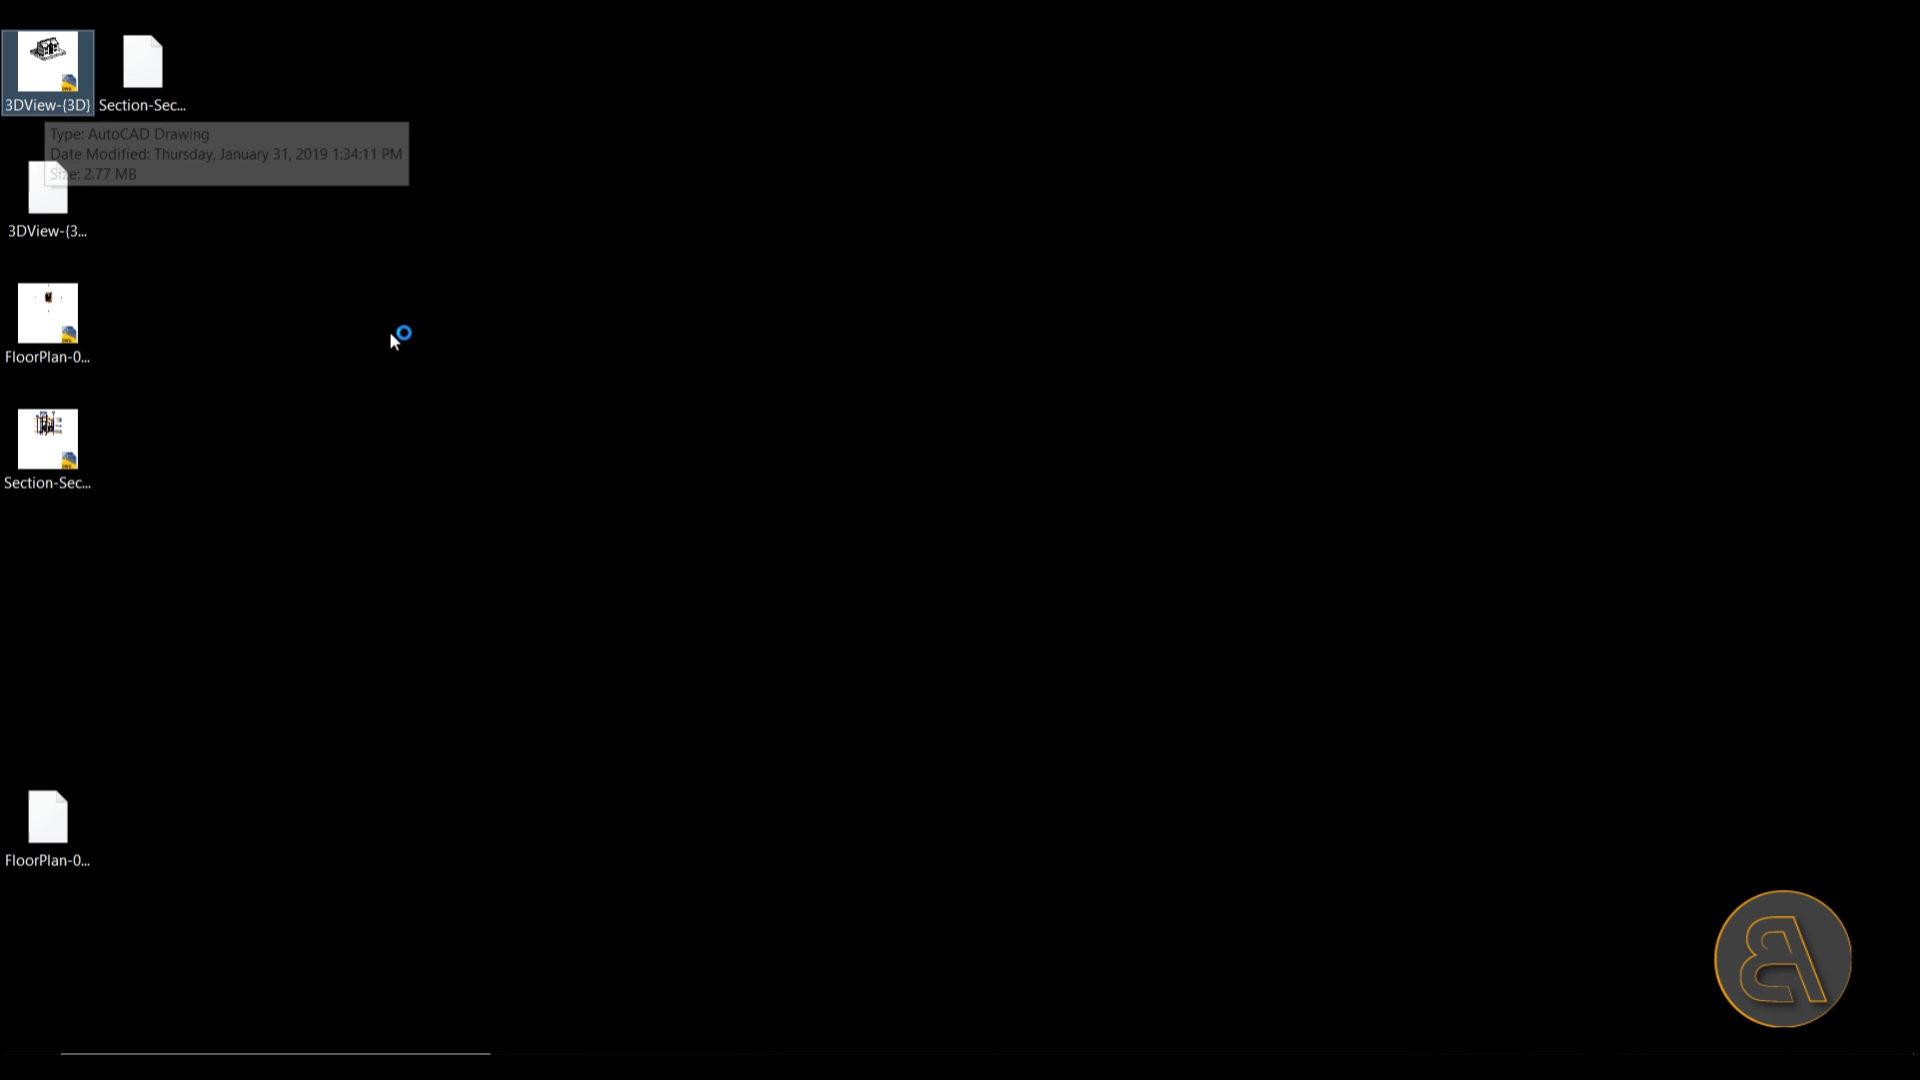 3DView-{3D}
Section-Sec...
Type: AutoCAD Drawing
Date Modified: Thursday, January 31, 2019 1:34:11 PM
Size: 2.77 MB
3DView-{3...
FloorPlan-0...
Section-Sec...
FloorPlan-0...